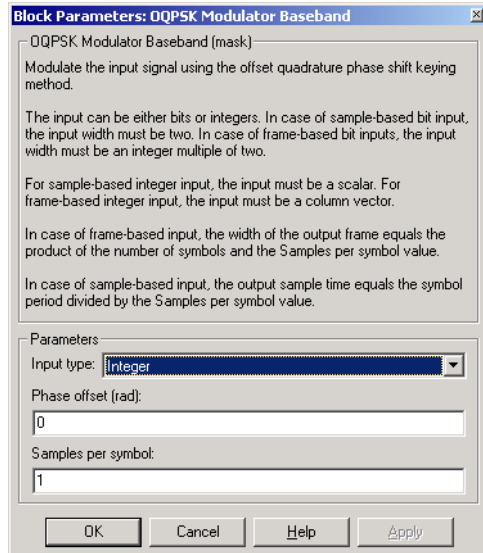 Block Parameters: OQPSK Modulator Baseband
OQPSK Modulator Baseband (mask)
Modulate the input signal using the offset quadrature phase shift keying
method.
The input can be either bits or integers. In case of sample-based bit input,
the input width must be two. In case of frame-based bit inputs, the input
width must be an integer multiple of two.
For sample-based integer input, the input must be a scalar. For
frame-based integer input, the input must be a column vector.
In case of frame-based input, the width of the output frame equals the
product of the number of symbols and the Samples per symbol value.
In case of sample-based input, the output sample time equals the symbol
period divided by the Samples per symbol value.
Parameters
Input type: Integer
Phase offset (rad):
0
Samples per symbol:
1
OK Cancel Help Apply